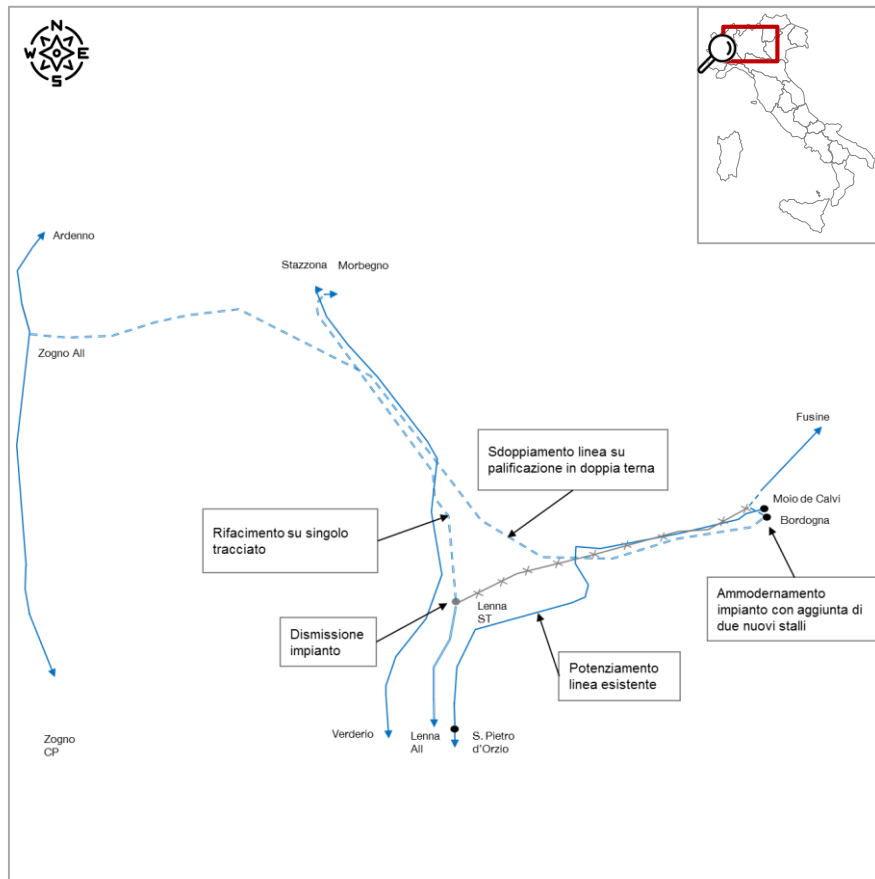 N
W E
S
Ardenno
Stazzona Morbegno
Zogno All
Fusine
Sdoppiamento linea su
palificazione in doppia terna
Moio de Calvi
Bordogna
Rifacimento su singolo
tracciato
Ammodernamento
impianto con aggiunta di
due nuovi stalli
Lenna
ST
Dismissione
impianto
Potenziamento
linea esistente
Zogno
CP
Verderio
Lenna
All
S. Pietro
d'Orzio